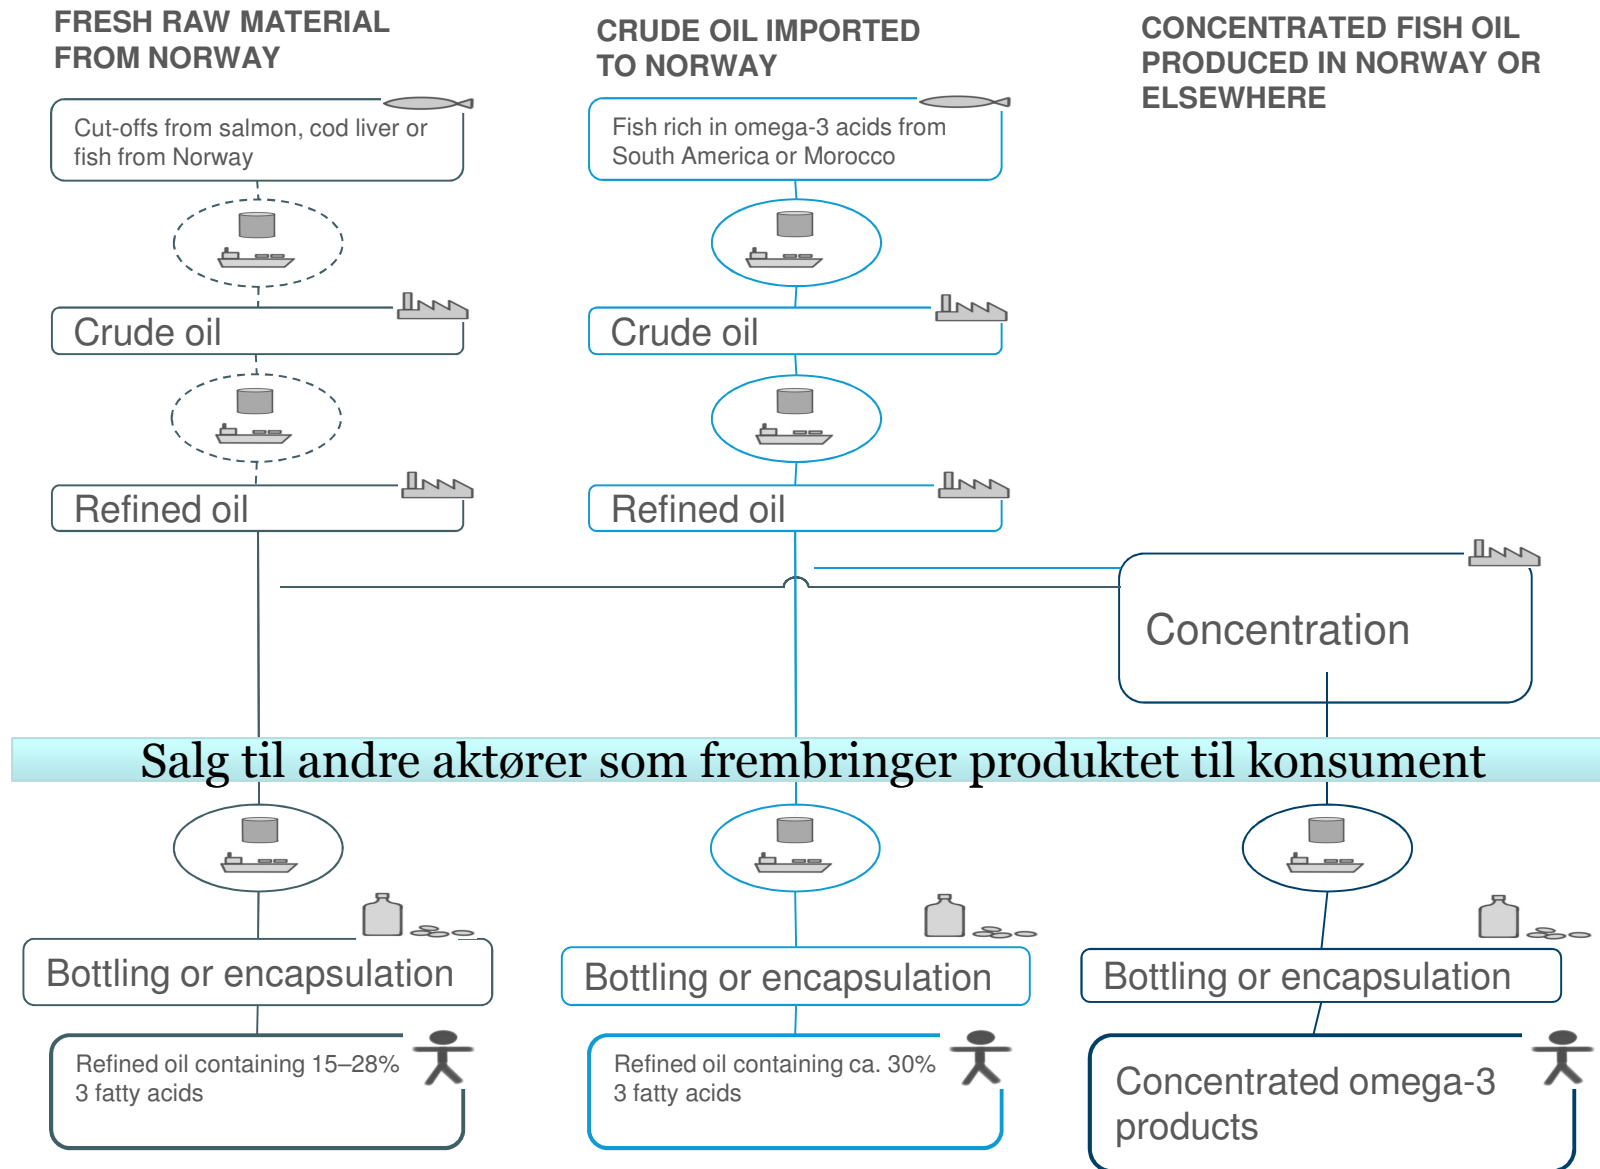 FRESH RAW MATERIAL
FROM NORWAY
CRUDE OIL IMPORTED
TO NORWAY
CONCENTRATED FISH OIL
PRODUCED IN NORWAY OR
ELSEWHERE
Cut-offs from salmon, cod liver or
fish from Norway
Fish rich in omega-3 acids from
South America or Morocco
Crude oil
Crude oil
Refined oil
Refined oil
Concentration
Salg til andre aktører som frembringer produktet til konsument
Bottling or encapsulation
Bottling or encapsulation
Bottling or encapsulation
Refined oil containing 15–28%
3 fatty acids
Refined oil containing ca. 30%
3 fatty acids
Concentrated omega-3
products